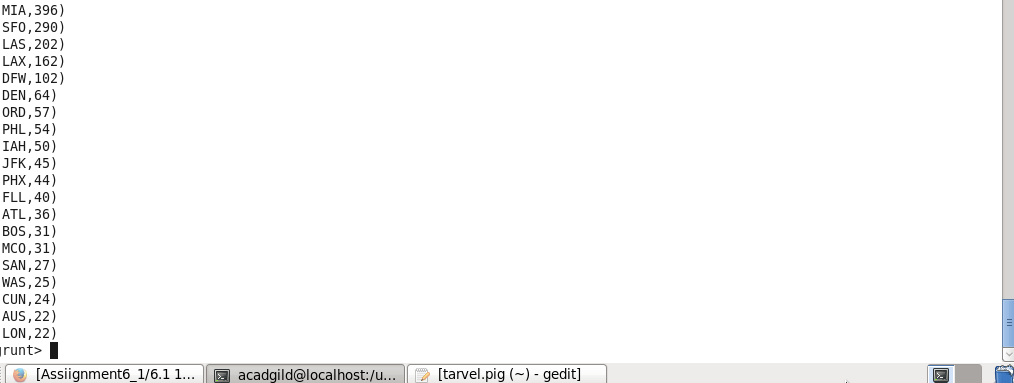 MIA,396)
SFO,290)
LAS,202)
LAX,162)
DFW,102)
DEN,64)
ORD,57)
PHL,54)
IAH,50)
JFK,45)
PHX,44)
FLL,40)
ATL,36)
BOS,31)
MCO,31)
SAN,27)
WAS,25)
CUN,24)
AUS,22)
LON,22)
grunt>
[Assiignment6_1/6.1 1... acadgild@localhost:/u... [tarvel.pig (~) - gedit]